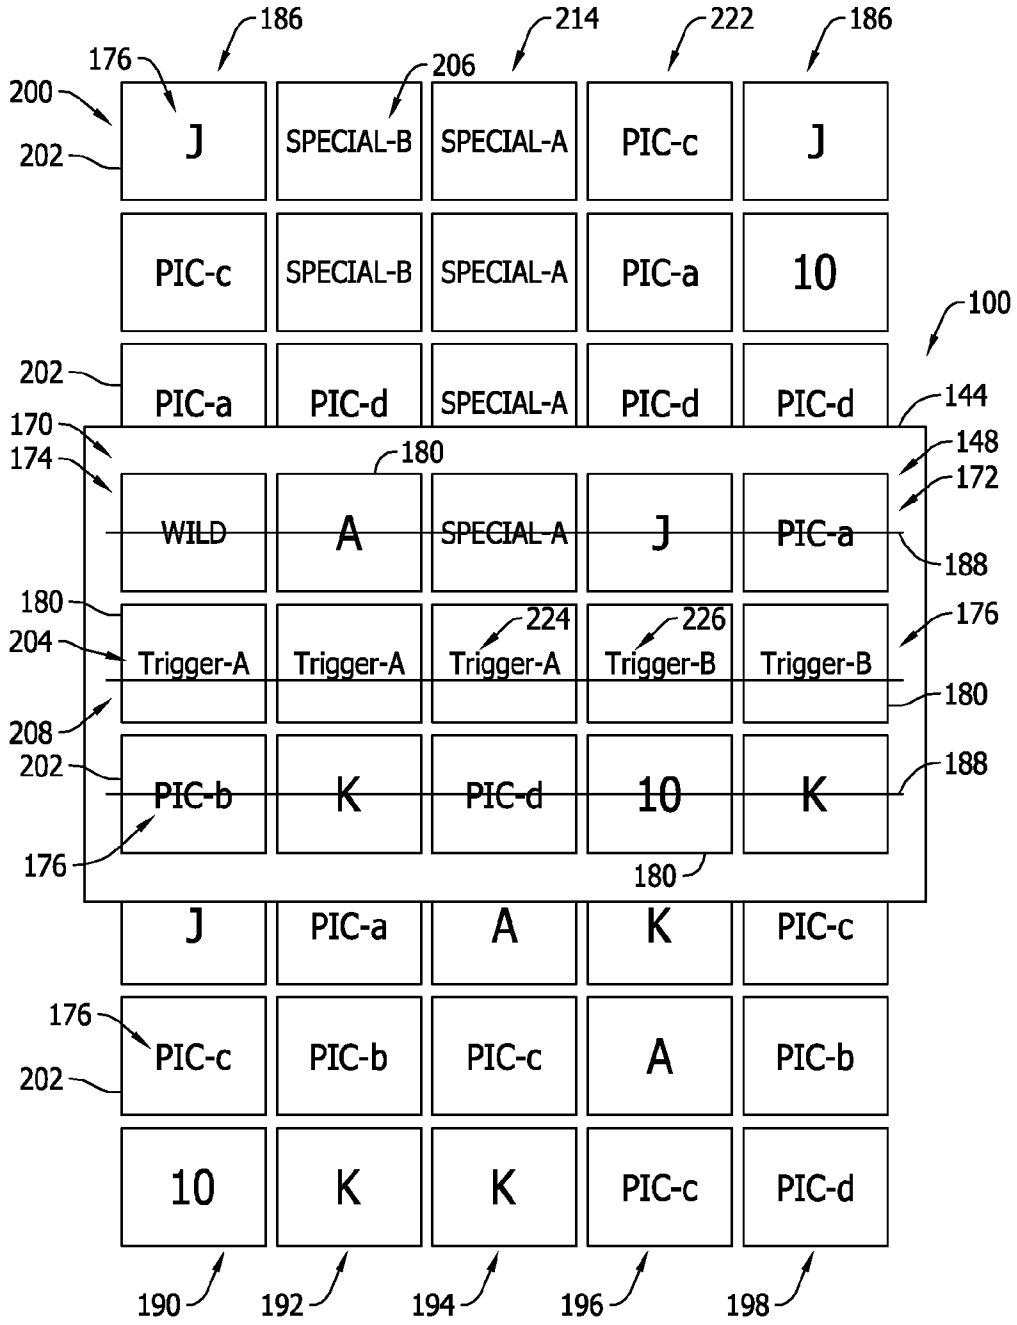 186 214 222 186
176 206
200 J SPECIAL-B SPECIAL-A PIC-c J
202
PIC-c SPECIAL-B SPECIAL-A PIC-a 10
100
202 PIC-a PIC-d SPECIAL-A PIC-d PIC-d
144
170 180 148
174 172
WILD A SPECIAL-A J PIC-a
188
180 224 226 176
204 Trigger-A Trigger-A Trigger-A Trigger-B Trigger-B
180
208
202 188
PIC-b K PIC-d 10 K
176 180
J PIC-a A K PIC-c
176
PIC-c PIC-b PIC-c A PIC-b
202
10 K K PIC-c PIC-d
190 192 194 196 198